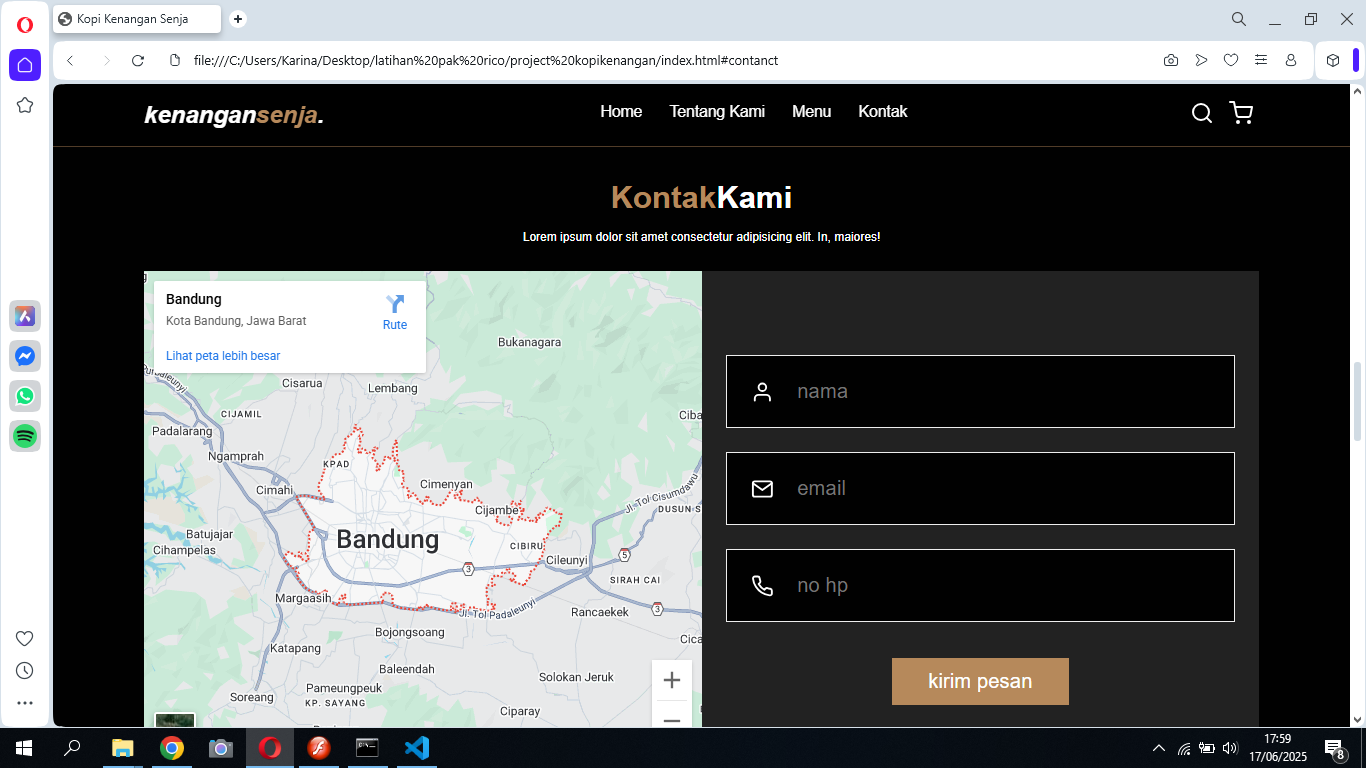 Kopi Kenangan Senja
file:///C:/Users/Karina/Desktop/latihan%20pak%20rico/project%20kopikenangan/index.html#contanct
kenangansenja.
Home Tentang Kami Menu Kontak
KontakKami
Lorem ipsum dolor sit amet consectetur adipisicing elit. In, maiores!
Bandung
Kota Bandung, Jawa Barat
Rute
Lihat peta lebih besar
Bukanagara
Cisarua
Lembang
CIJAMIL
Ciba
Padalarang
Ngamprah
KPAD
Cimahi
Cimenyan
Jl. Tol Cisumdawu
Cijambe
DUSUN S
Batujajar
Bandung
Cihampelas
CIBIRU
Cileunyi
5
3
SIRAH CAI
Margaasih
Jl. Tol Padaleunyi
Rancaekek
3
Bojongsoang
Cica
Katapang
Baleendah
Solokan Jeruk
Pameungpeuk
Soreang
KP. SAYANG
Ciparay
nama
email
no hp
kirim pesan
17:59
17/06/2025
8